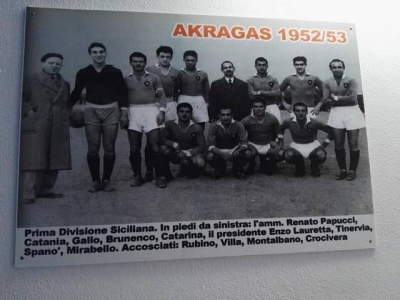 AKRAGAS 1952/53
Prima Divisione Siciliana. In piedi da sinistra: l'amm. Renato Papucci,
Catania, Gallo, Brunenco, Catarina, il presidente Enzo Lauretta, Tinervia,
Spano', Mirabello. Accosciati: Rubino, Villa, Montalbano, Crocivera